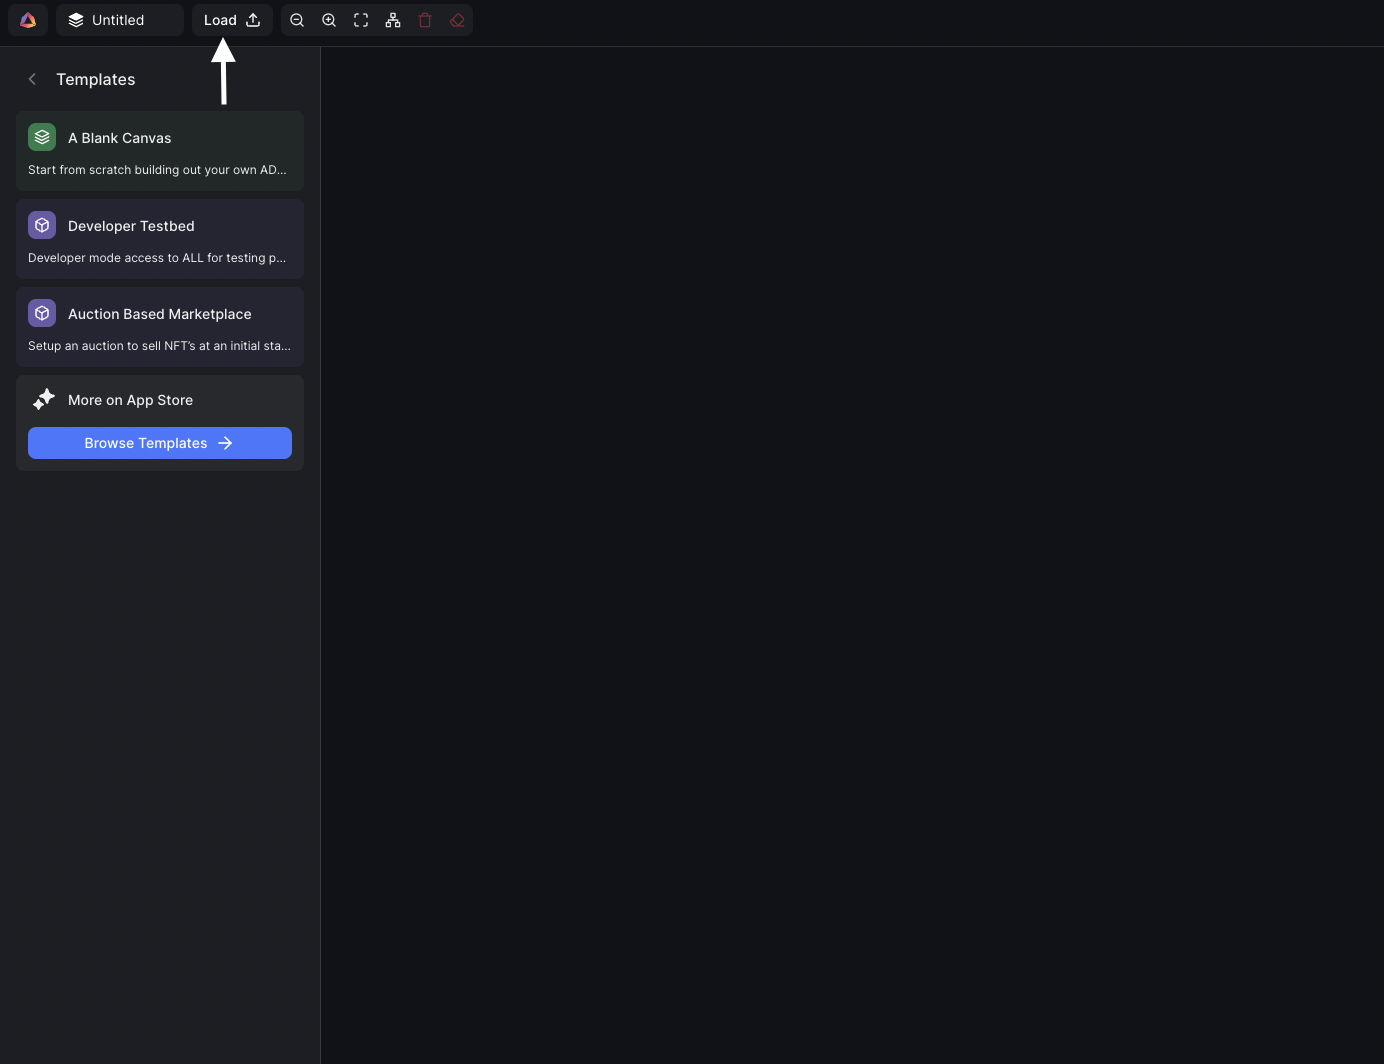 Untitled
Load
Templates
A Blank Canvas
Start from scratch building out your own AD...
Developer Testbed
Developer mode access to ALL for testing p...
Auction Based Marketplace
Setup an auction to sell NFT's at an initial sta...
More on App Store
Browse Templates